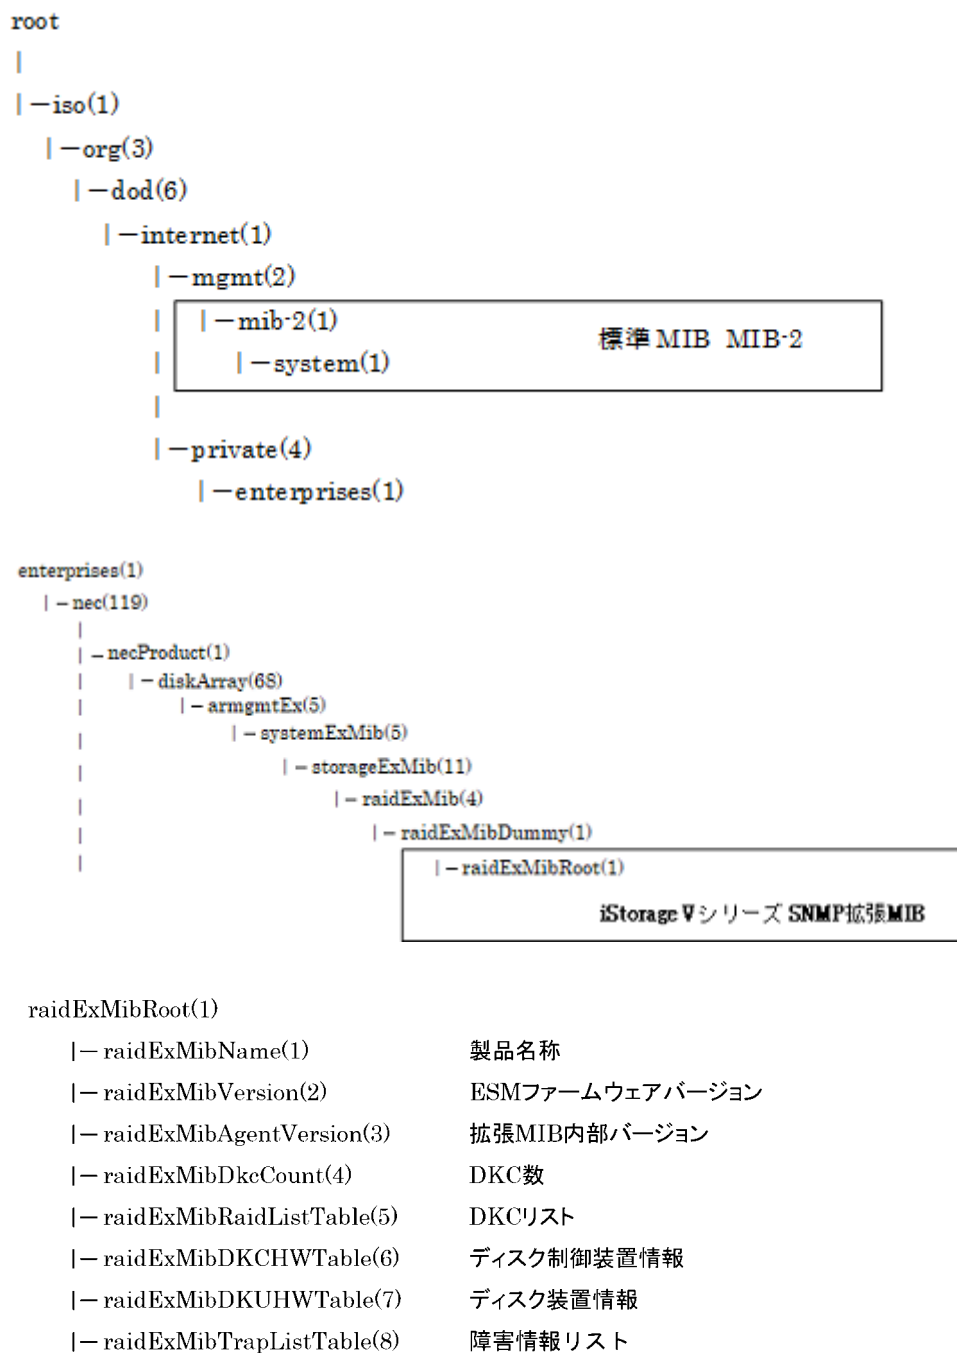 root
|
|－iso(1)
|－org(3)
|－dod(6)
|－internet(1)
|－mgmt(2)
| |－mib-2(1) 標準 MIB MIB-2
| |－system(1)
|
|－private(4)
|－enterprises(1)
enterprises(1)
|－nec(119)
|
|－necProduct(1)
| |－diskArray(68)
| |－armgmtEx(5)
| |－systemExMib(5)
| |－storageExMib(11)
| |－raidExMib(4)
| |－raidExMibDummy(1)
| |－raidExMibRoot(1)
iStorage Vシリーズ SNMP拡張MIB
raidExMibRoot(1)
|－raidExMibName(1) 製品名称
|－raidExMibVersion(2) ESMファームウェアバージョン
|－raidExMibAgentVersion(3) 拡張MIB内部バージョン
|－raidExMibDkcCount(4) DKC数
|－raidExMibRaidListTable(5) DKCリスト
|－raidExMibDKCHWTable(6) ディスク制御装置情報
|－raidExMibDKUHWTable(7) ディスク装置情報
|－raidExMibTrapListTable(8) 障害情報リスト